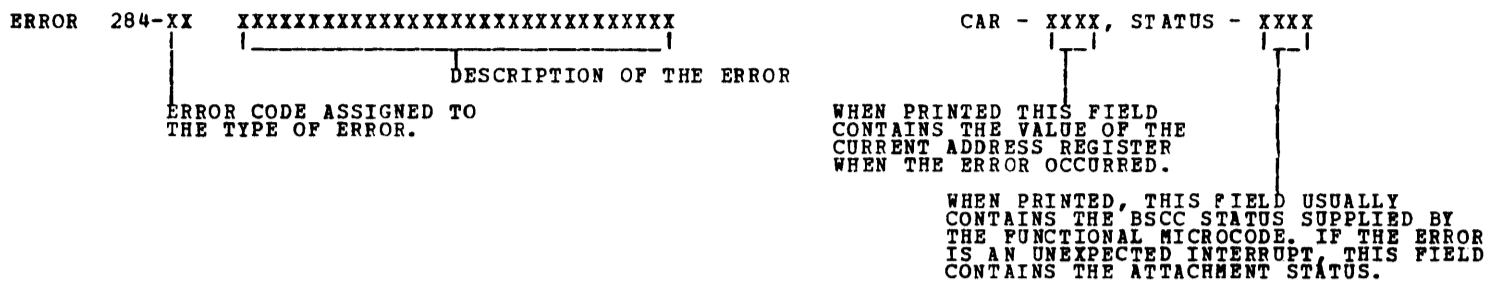 ERROR 284-XX XXXXXXXXXXXXXXXXXXXXXXXXXXXXXXX CAR - XXXX, STATUS - XXXX
DESCRIPTION OF THE ERROR
ERROR CODE ASSIGNED TO
THE TYPE OF ERROR.
WHEN PRINTED THIS FIELD
CONTAINS THE VALUE OF THE
CURRENT ADDRESS REGISTER
WHEN THE ERROR OCCURRED.
WHEN PRINTED, THIS FIELD USUALLY
CONTAINS THE BSCC STATUS SUPPLIED BY
THE FUNCTIONAL MICROCODE. IF THE ERROR
IS AN UNEXPECTED INTERRUPT, THIS FIELD
CONTAINS THE ATTACHMENT STATUS.